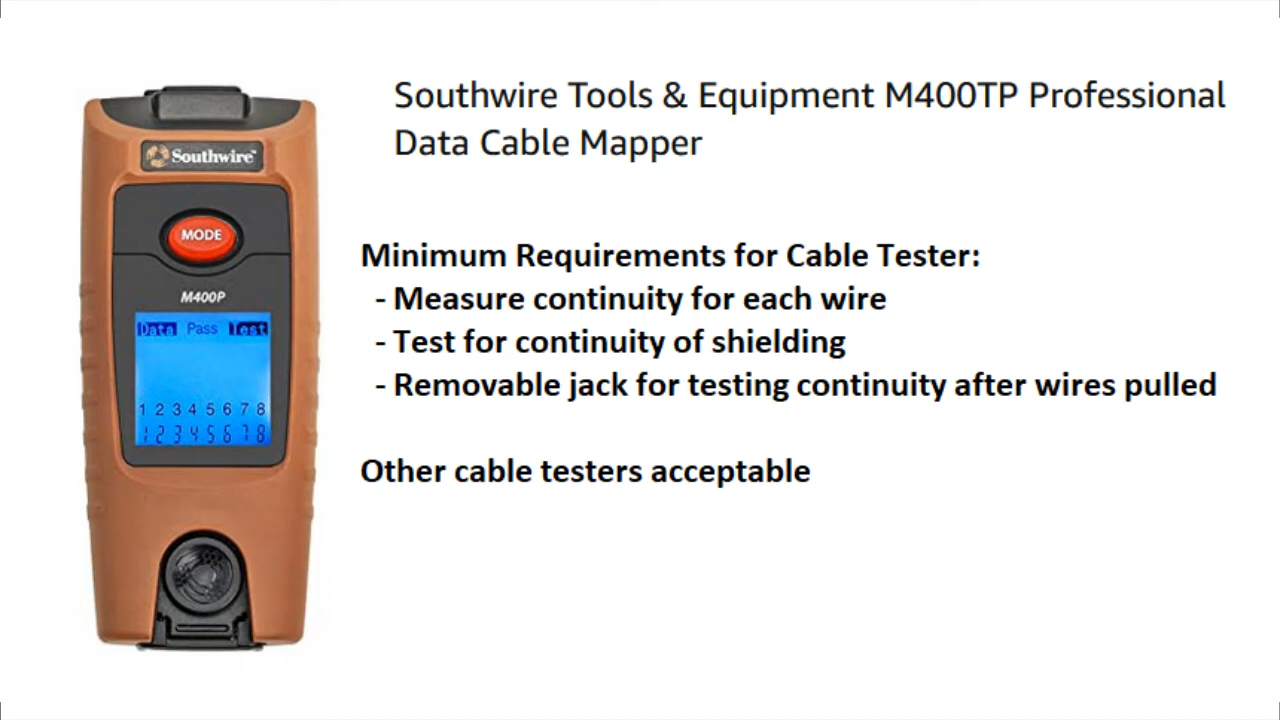 Southwire Tools & Equipment M400TP Professional
Data Cable Mapper
Southwire™
MODE
M400P
Data Pass Test
1 2 3 4 5 6 7 8
1 2 3 4 5 6 7 8
Minimum Requirements for Cable Tester:
- Measure continuity for each wire
- Test for continuity of shielding
- Removable jack for testing continuity after wires pulled
Other cable testers acceptable